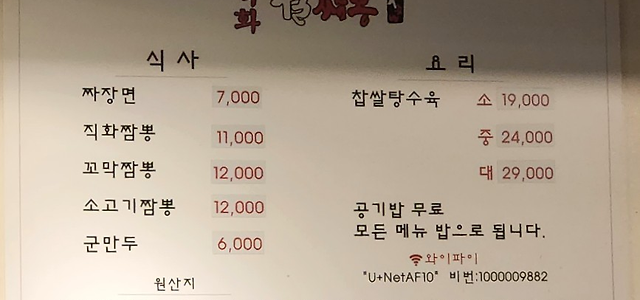 직화
짬뽕
식사
짜장면 7,000
직화짬뽕 11,000
꼬막짬뽕 12,000
소고기짬뽕 12,000
군만두 6,000
원산지
요리
찹쌀탕수육 소 19,000
중 24,000
대 29,000
공기밥 무료
모든 메뉴 밥으로 됩니다.
와이파이
"U+NetAF10" 비번:1000009882